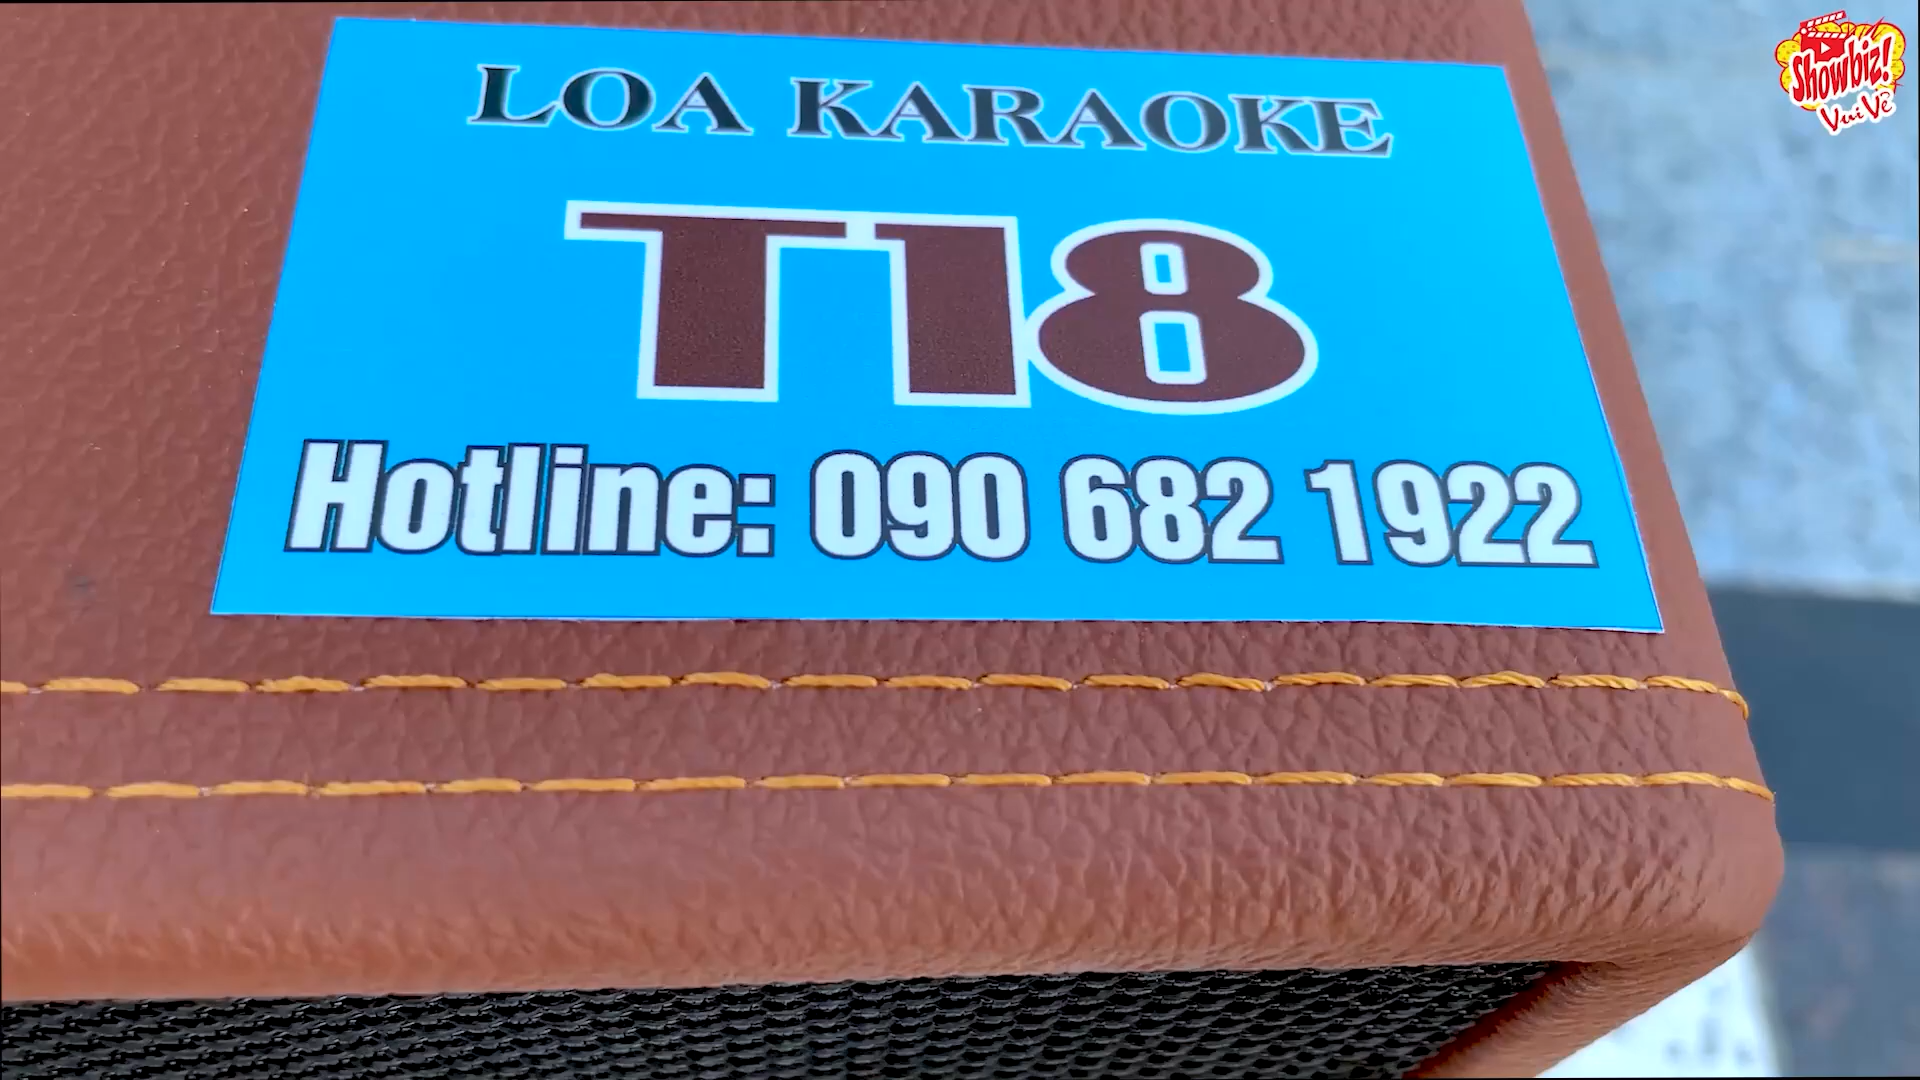 LOA KARAOKE
T18
Hotline: 090 682 1922
Showbiz!
Vui Vẻ